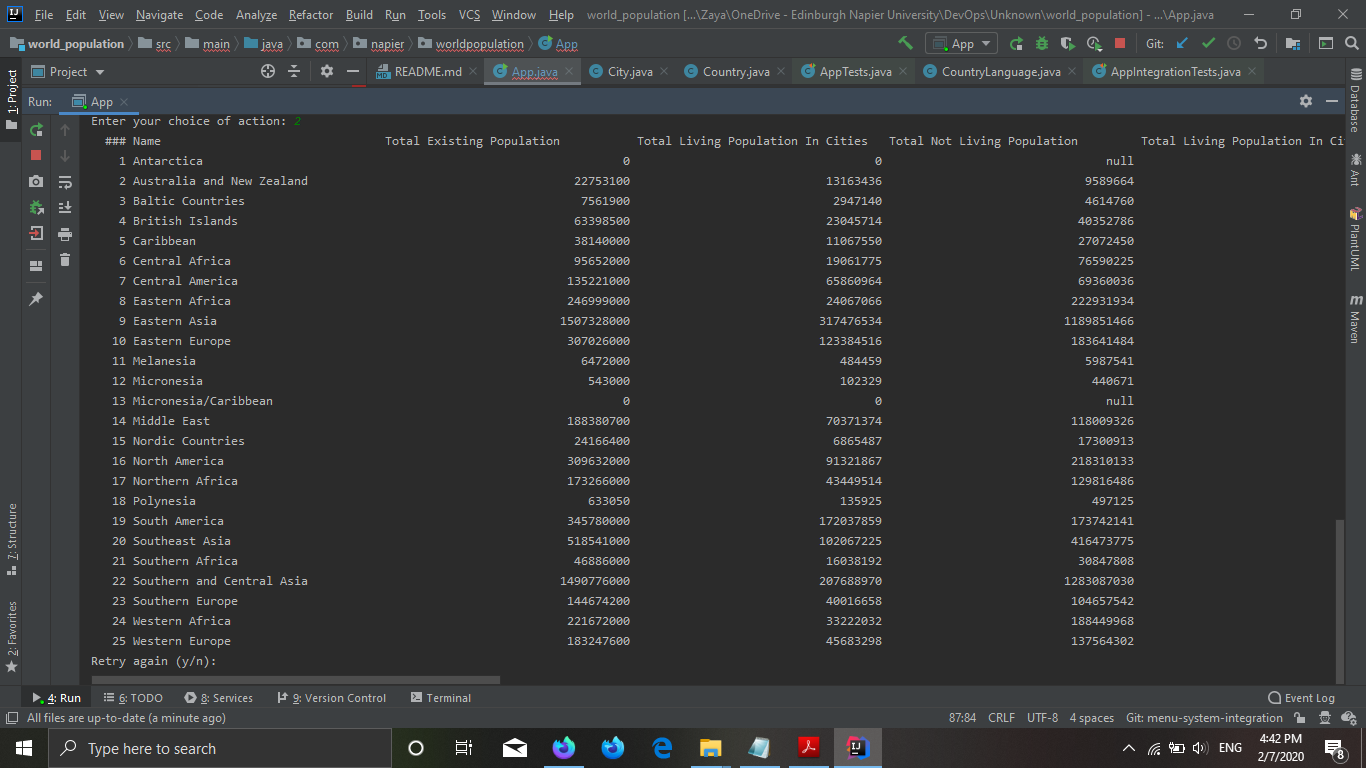 File Edit View Navigate Code Analyze Refactor Build Run Tools VCS Window Help world_population [...\Zaya\OneDrive - Edinburgh Napier University\DevOps\Unknown\world_population] - ...\App.java
world_population src main java com napier worldpopulation App App Git:
1: Project Project README.md App.java City.java Country.java AppTests.java CountryLanguage.java AppIntegrationTests.java Database
Run: App
Enter your choice of action: 2
### Name Total Existing Population Total Living Population In Cities Total Not Living Population Total Living Population In Cit
1 Antarctica 0 0 null
2 Australia and New Zealand 22753100 13163436 9589664
3 Baltic Countries 7561900 2947140 4614760
4 British Islands 63398500 23045714 40352786
5 Caribbean 38140000 11067550 27072450
6 Central Africa 95652000 19061775 76590225
7 Central America 135221000 65860964 69360036
8 Eastern Africa 246999000 24067066 222931934
9 Eastern Asia 1507328000 317476534 1189851466
10 Eastern Europe 307026000 123384516 183641484
11 Melanesia 6472000 484459 5987541
12 Micronesia 543000 102329 440671
13 Micronesia/Caribbean 0 0 null
14 Middle East 188380700 70371374 118009326
15 Nordic Countries 24166400 6865487 17300913
16 North America 309632000 91321867 218310133
17 Northern Africa 173266000 43449514 129816486
18 Polynesia 633050 135925 497125
19 South America 345780000 172037859 173742141
20 Southeast Asia 518541000 102067225 416473775
21 Southern Africa 46886000 16038192 30847808
22 Southern and Central Asia 1490776000 207688970 1283087030
23 Southern Europe 144674200 40016658 104657542
24 Western Africa 221672000 33222032 188449968
25 Western Europe 183247600 45683298 137564302
Retry again (y/n):
Ant
PlantUML
m Maven
7: Structure
2: Favorites
4: Run 6: TODO 8: Services 9: Version Control Terminal Event Log
All files are up-to-date (a minute ago) 87:84 CRLF UTF-8 4 spaces Git: menu-system-integration
Type here to search ENG 4:42 PM
2/7/2020 8